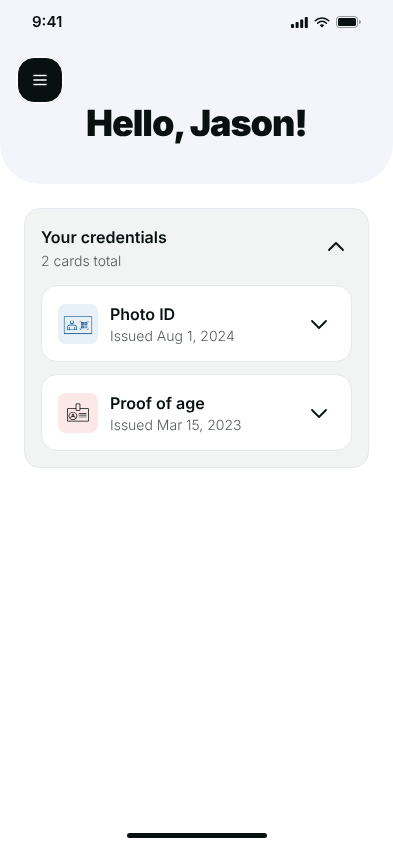 9:41
Hello, Jason!
Your credentials
2 cards total
Photo ID
Issued Aug 1, 2024
Proof of age
Issued Mar 15, 2023